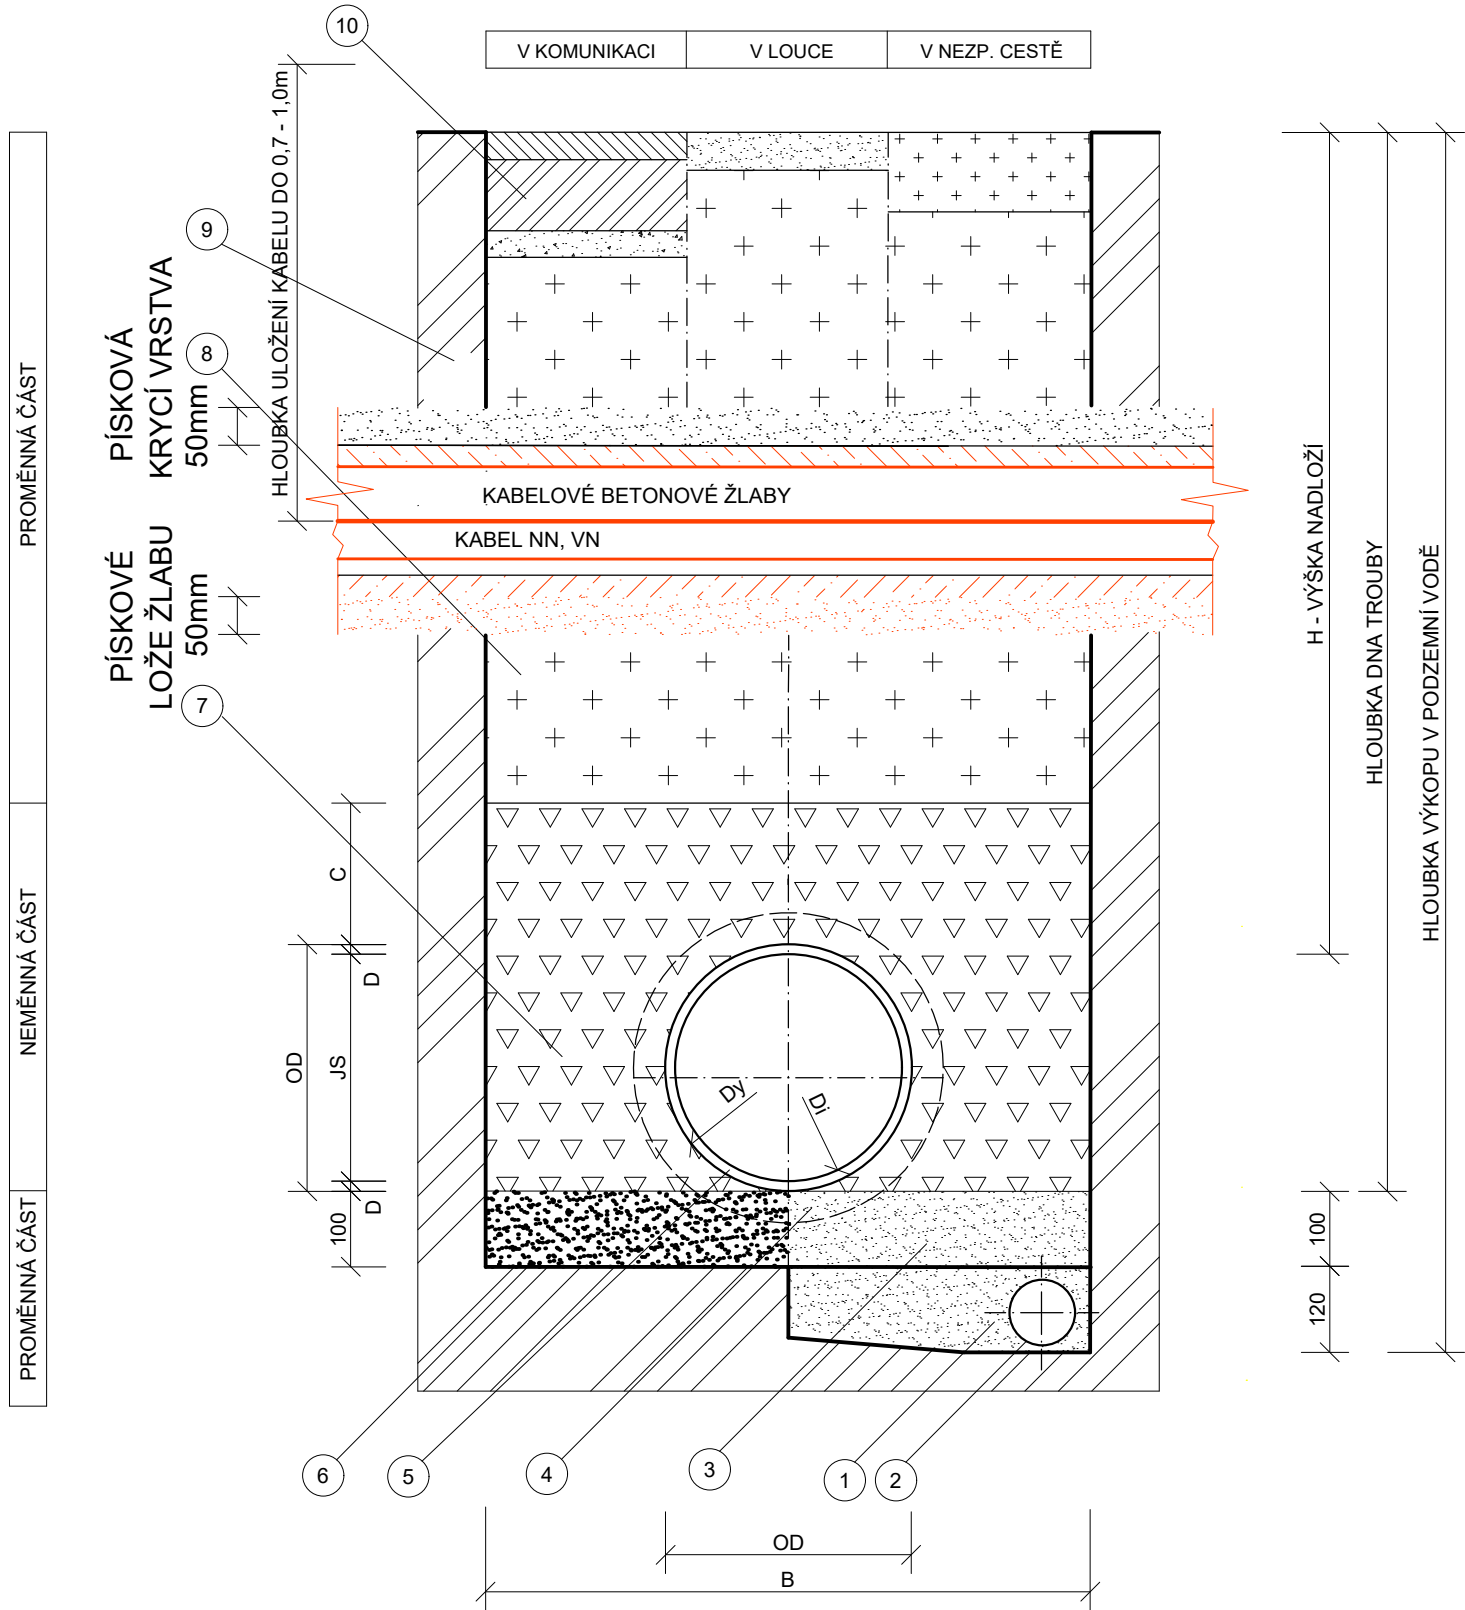 10
V KOMUNIKACI
V LOUCE
V NEZP. CESTĚ
HLOUBKA ULOŽENÍ KABELU DO 0,7 - 1,0m
9
8
PÍSKOVÁ
KRYCÍ VRSTVA
50mm
PROMĚNNÁ ČÁST
KABELOVÉ BETONOVÉ ŽLABY
KABEL NN, VN
PÍSKOVÉ
LOŽE ŽLABU
50mm
7
H - VÝŠKA NADLOŽÍ
HLOUBKA DNA TROUBY
HLOUBKA VÝKOPU V PODZEMNÍ VODĚ
NEMĚNNÁ ČÁST
C
D
OD
JS
D
Dy
Di
PROMĚNNÁ ČÁST
100
100
120
6
5
4
3
1
2
OD
B